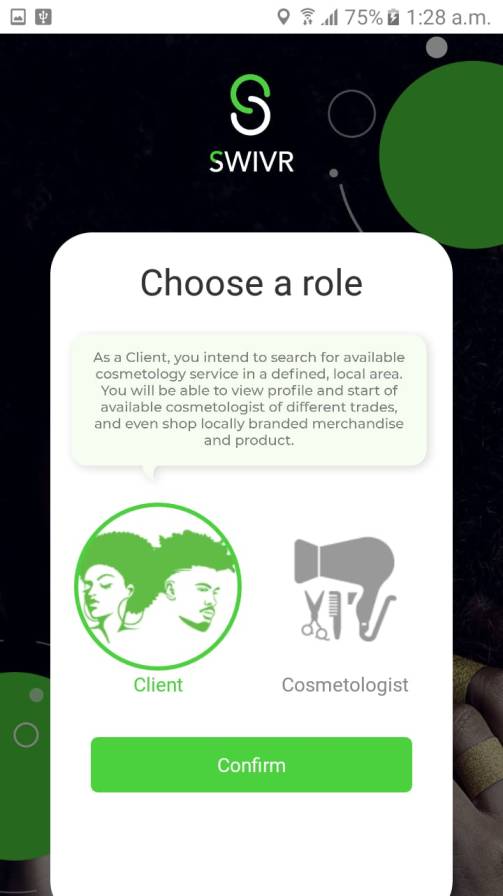 75% 1:28 a.m.
SWIVR
Choose a role
As a Client, you intend to search for available
cosmetology service in a defined, local area.
You will be able to view profile and start of
available cosmetologist of different trades,
and even shop locally branded merchandise
and product.
Client
Cosmetologist
Confirm